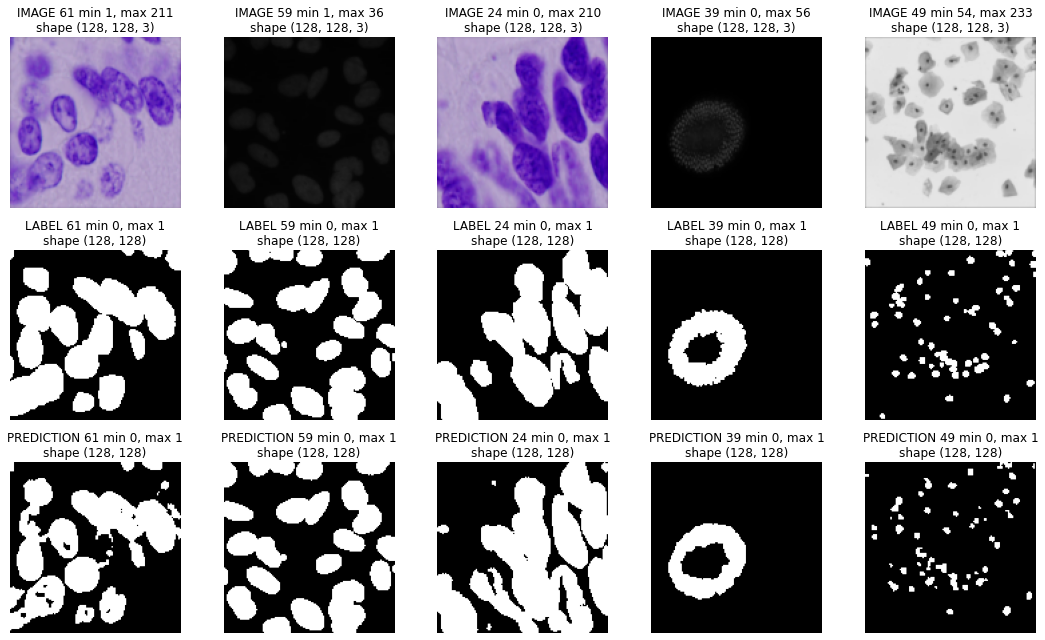 IMAGE 61 min 1, max 211
shape (128, 128, 3)
IMAGE 59 min 1, max 36
shape (128, 128, 3)
IMAGE 24 min 0, max 210
shape (128, 128, 3)
IMAGE 39 min 0, max 56
shape (128, 128, 3)
IMAGE 49 min 54, max 233
shape (128, 128, 3)
LABEL 61 min 0, max 1
shape (128, 128)
LABEL 59 min 0, max 1
shape (128, 128)
LABEL 24 min 0, max 1
shape (128, 128)
LABEL 39 min 0, max 1
shape (128, 128)
LABEL 49 min 0, max 1
shape (128, 128)
PREDICTION 61 min 0, max 1
shape (128, 128)
PREDICTION 59 min 0, max 1
shape (128, 128)
PREDICTION 24 min 0, max 1
shape (128, 128)
PREDICTION 39 min 0, max 1
shape (128, 128)
PREDICTION 49 min 0, max 1
shape (128, 128)